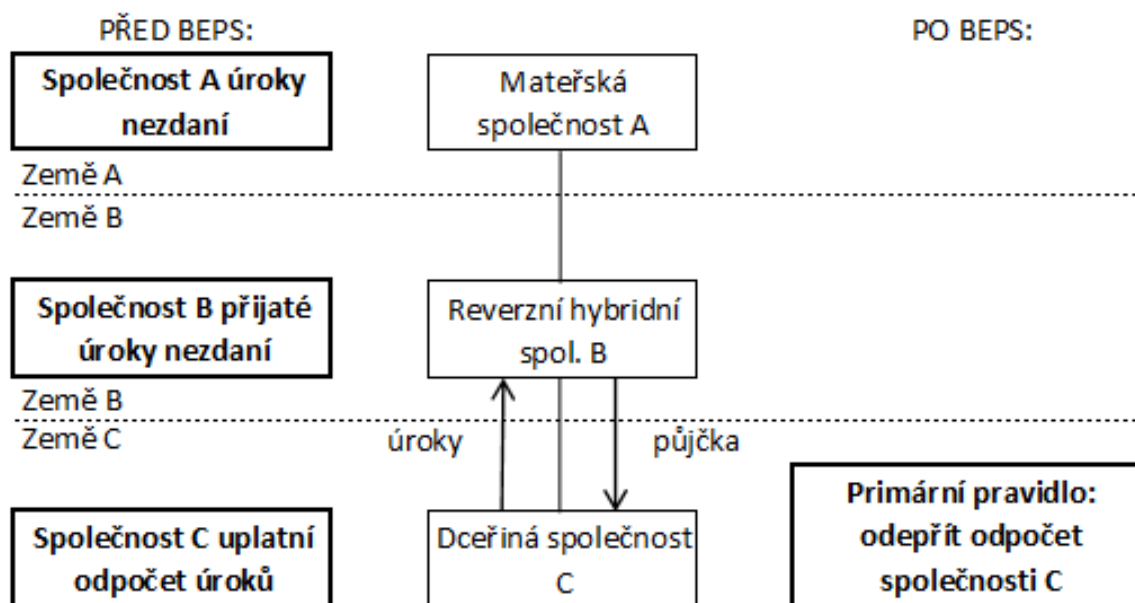 PŘED BEPS:
PO BEPS:
Společnost A úroky
nezdaní
Mateřská
společnost A
Země A
Země B
Společnost B přijaté
úroky nezdaní
Reverzní hybridní
spol. B
Země B
Země C
úroky
půjčka
Společnost C uplatní
odpočet úroků
Dceřiná společnost
C
Primární pravidlo:
odepřít odpočet
společnosti C